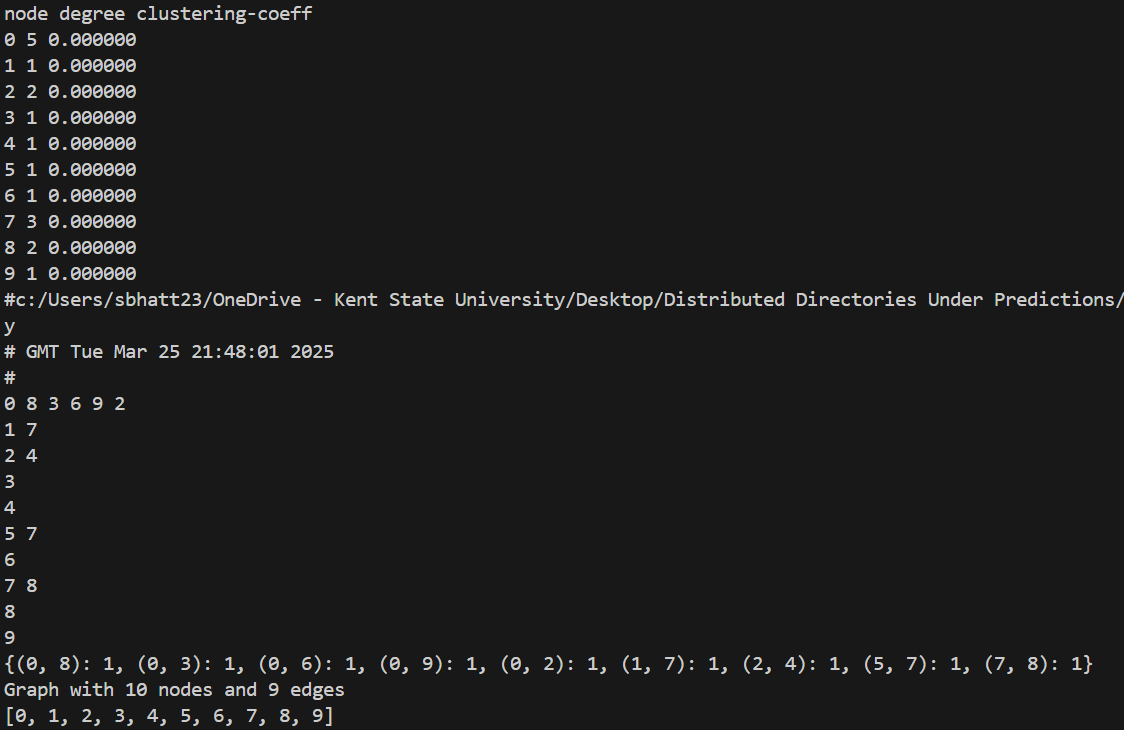 node degree clustering-coeff
0 5 0.000000
1 1 0.000000
2 2 0.000000
3 1 0.000000
4 1 0.000000
5 1 0.000000
6 1 0.000000
7 3 0.000000
8 2 0.000000
9 1 0.000000
#c:/Users/sbhatt23/OneDrive - Kent State University/Desktop/Distributed Directories Under Predictions/
y
# GMT Tue Mar 25 21:48:01 2025
#
0 8 3 6 9 2
1 7
2 4
3
4
5 7
6
7 8
8
9
{(0, 8): 1, (0, 3): 1, (0, 6): 1, (0, 9): 1, (0, 2): 1, (1, 7): 1, (2, 4): 1, (5, 7): 1, (7, 8): 1}
Graph with 10 nodes and 9 edges
[0, 1, 2, 3, 4, 5, 6, 7, 8, 9]